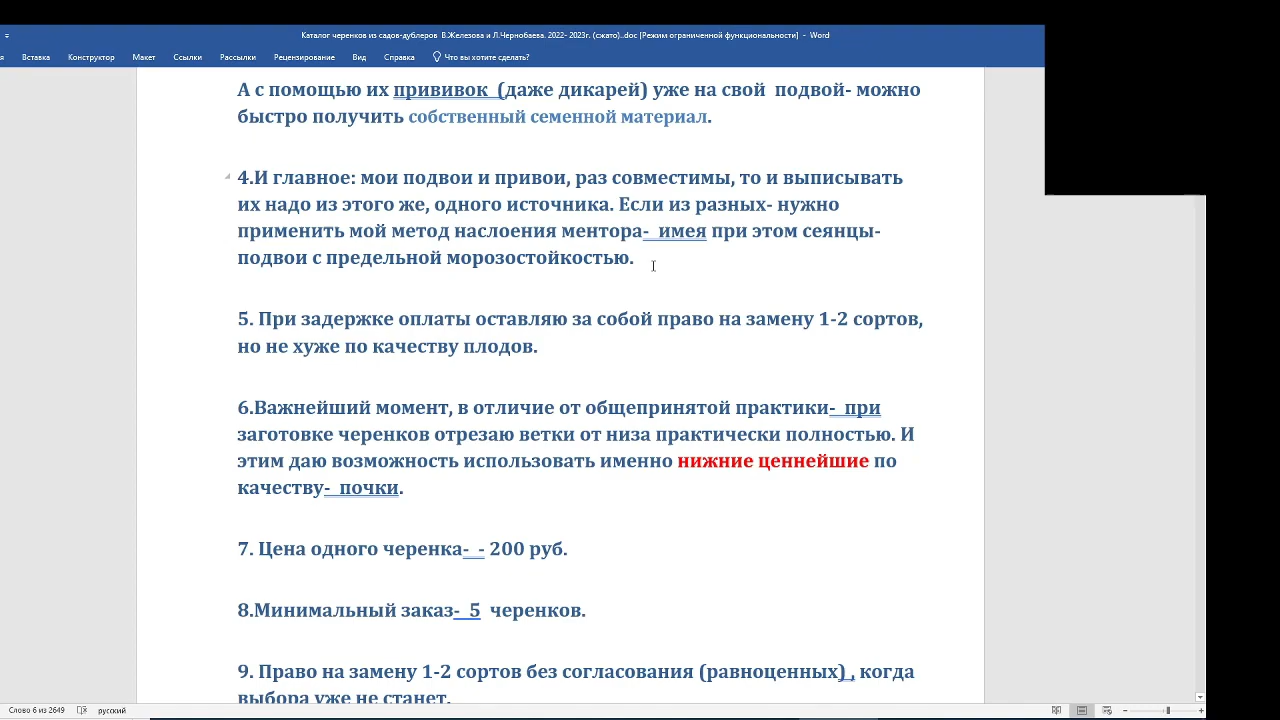 Каталог черенков из садов-дублеров В.Железова и Л.Чернобаева. 2022- 2023г. (сжато)..doc [Режим ограниченной функциональности] - Word
я Вставка Конструктор Макет Ссылки Рассылки Рецензирование Вид Справка Что вы хотите сделать?
А с помощью их прививок (даже дикарей) уже на свой подвой- можно
быстро получить собственный семенной материал.
4.И главное: мои подвои и привои, раз совместимы, то и выписывать
их надо из этого же, одного источника. Если из разных- нужно
применить мой метод наслоения ментора- имея при этом сеянцы-
подвои с предельной морозостойкостью.
5. При задержке оплаты оставляю за собой право на замену 1-2 сортов,
но не хуже по качеству плодов.
6.Важнейший момент, в отличие от общепринятой практики- при
заготовке черенков отрезаю ветки от низа практически полностью. И
этим даю возможность использовать именно нижние ценнейшие по
качеству- почки.
7. Цена одного черенка- - 200 руб.
8.Минимальный заказ- 5 черенков.
9. Право на замену 1-2 сортов без согласования (равноценных) , когда
выбора уже не станет.
Слово 6 из 2649 русский